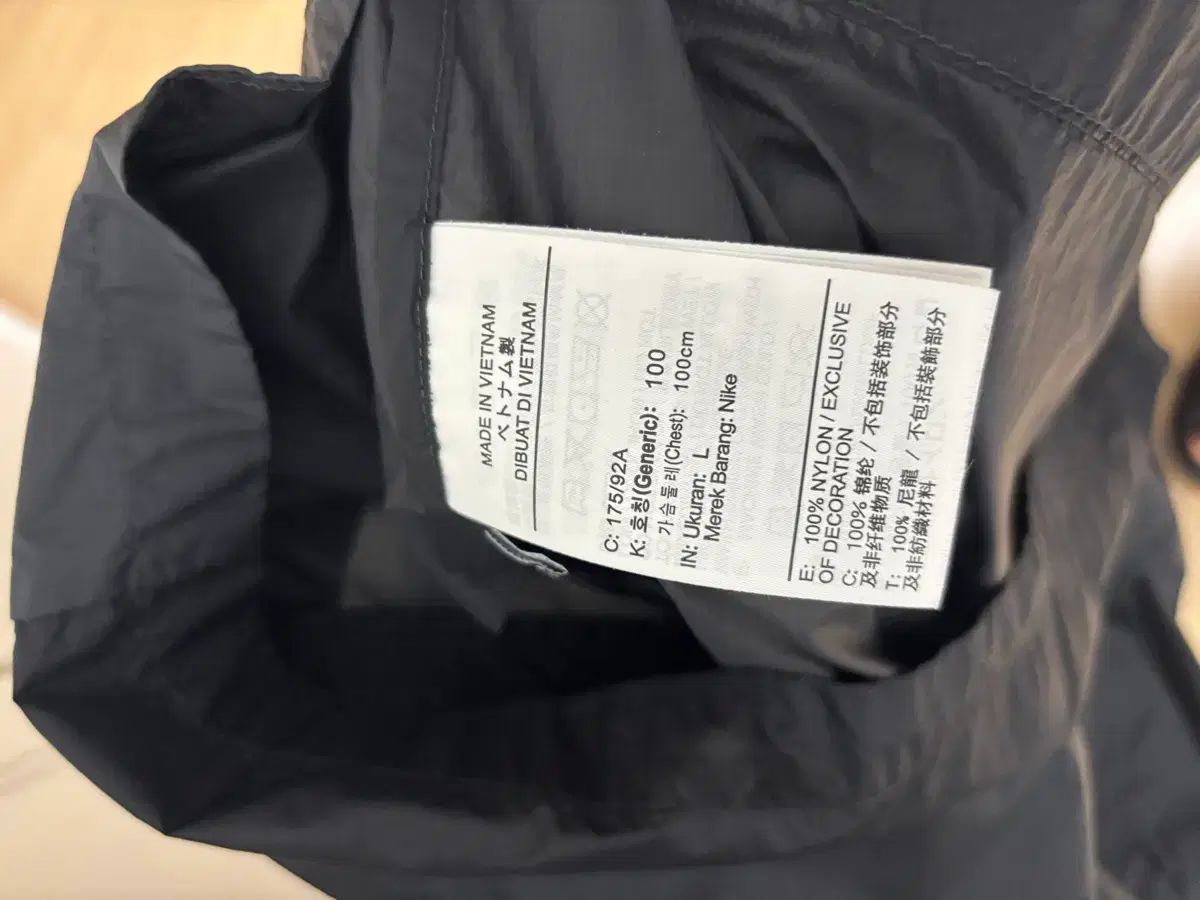 MADE IN VIETNAM
ベトナム製
DIBUAT DI VIETNAM
C: 175/92A
K: 호칭(Generic): 100
가슴둘레(Chest): 100cm
IN: Ukuran: L
Merek Barang: Nike
E: 100% NYLON / EXCLUSIVE
OF DECORATION
C: 100% 锦纶 / 不包括装饰部分
及非纤维物质
T: 100% 尼龍 / 不包括裝飾部分
及非紡織材料